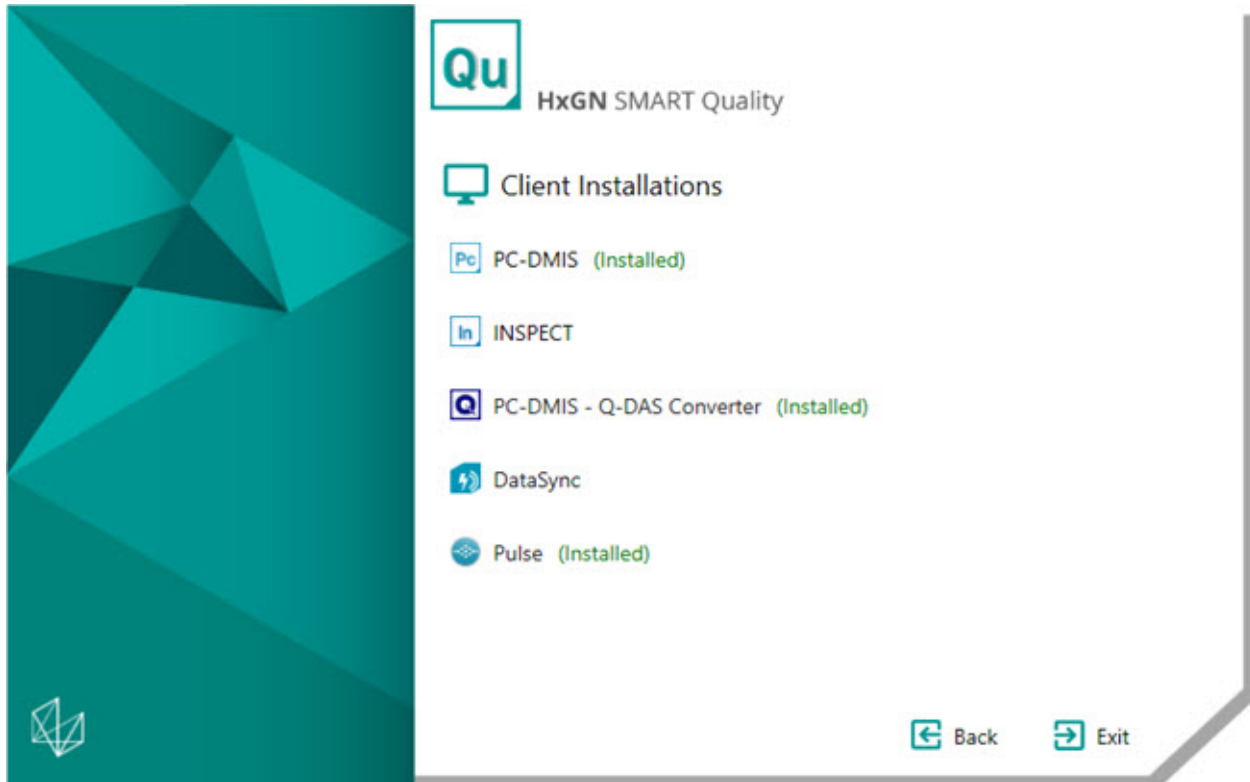 Qu
HxGN SMART Quality
Client Installations
Pc PC-DMIS (Installed)
In INSPECT
Q PC-DMIS - Q-DAS Converter (Installed)
DataSync
Pulse (Installed)
Back Exit